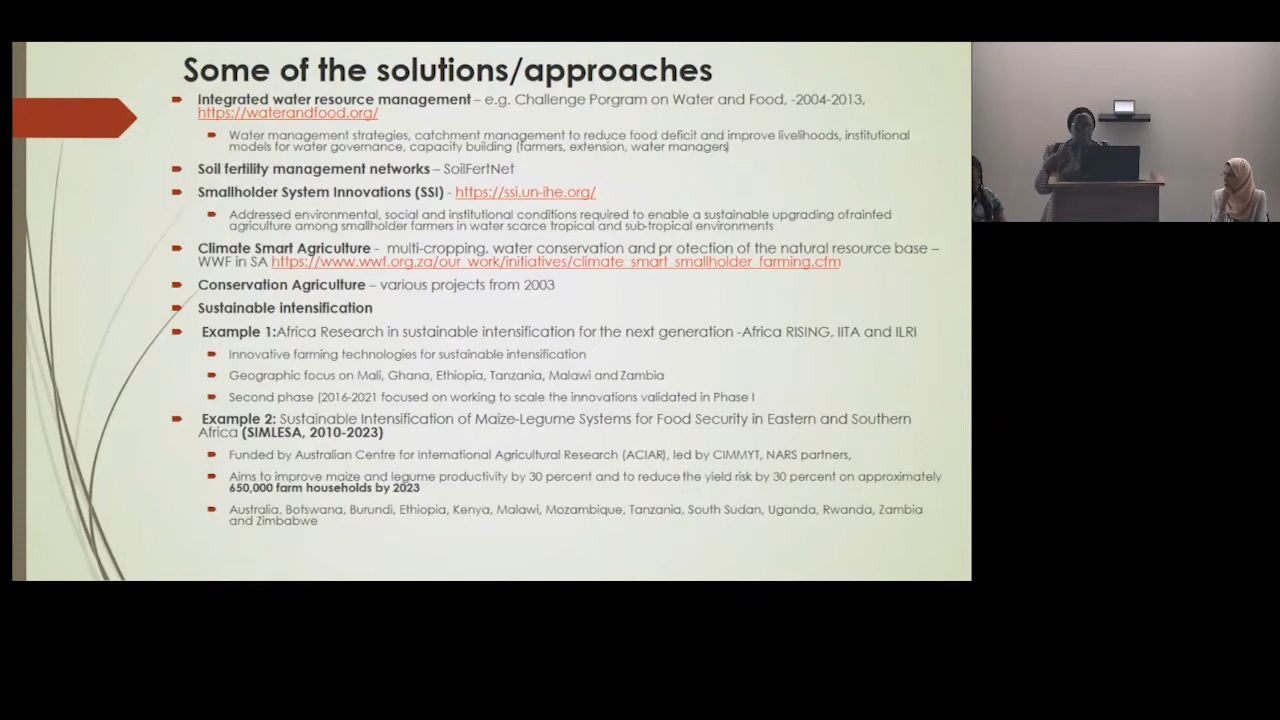 Some of the solutions/approaches
Integrated water resource management – e.g. Challenge Porgram on Water and Food, -2004-2013,
https://waterandfood.org/
Water management strategies, catchment management to reduce food deficit and improve livelihoods, institutional
models for water governance, capacity building (farmers, extension, water managers)
Soil fertility management networks – SoilFertNet
Smallholder System Innovations (SSI) - https://ssi.un-ihe.org/
Addressed environmental, social and institutional conditions required to enable a sustainable upgrading of rainfed
agriculture among smallholder farmers in water scarce tropical and sub-tropical environments
Climate Smart Agriculture - multi-cropping, water conservation and pr otection of the natural resource base –
WWF in SA https://www.wwf.org.za/our_work/initiatives/climate_smart_smallholder_farming.cfm
Conservation Agriculture – various projects from 2003
Sustainable intensification
Example 1:Africa Research in sustainable intensification for the next generation -Africa RISING, IITA and ILRI
Innovative farming technologies for sustainable intensification
Geographic focus on Mali, Ghana, Ethiopia, Tanzania, Malawi and Zambia
Second phase (2016-2021 focused on working to scale the innovations validated in Phase I
Example 2: Sustainable Intensification of Maize-Legume Systems for Food Security in Eastern and Southern
Africa (SIMLESA, 2010-2023)
Funded by Australian Centre for International Agricultural Research (ACIAR), led by CIMMYT, NARS partners,
Aims to improve maize and legume productivity by 30 percent and to reduce the yield risk by 30 percent on approximately
650,000 farm households by 2023
Australia, Botswana, Burundi, Ethiopia, Kenya, Malawi, Mozambique, Tanzania, South Sudan, Uganda, Rwanda, Zambia
and Zimbabwe